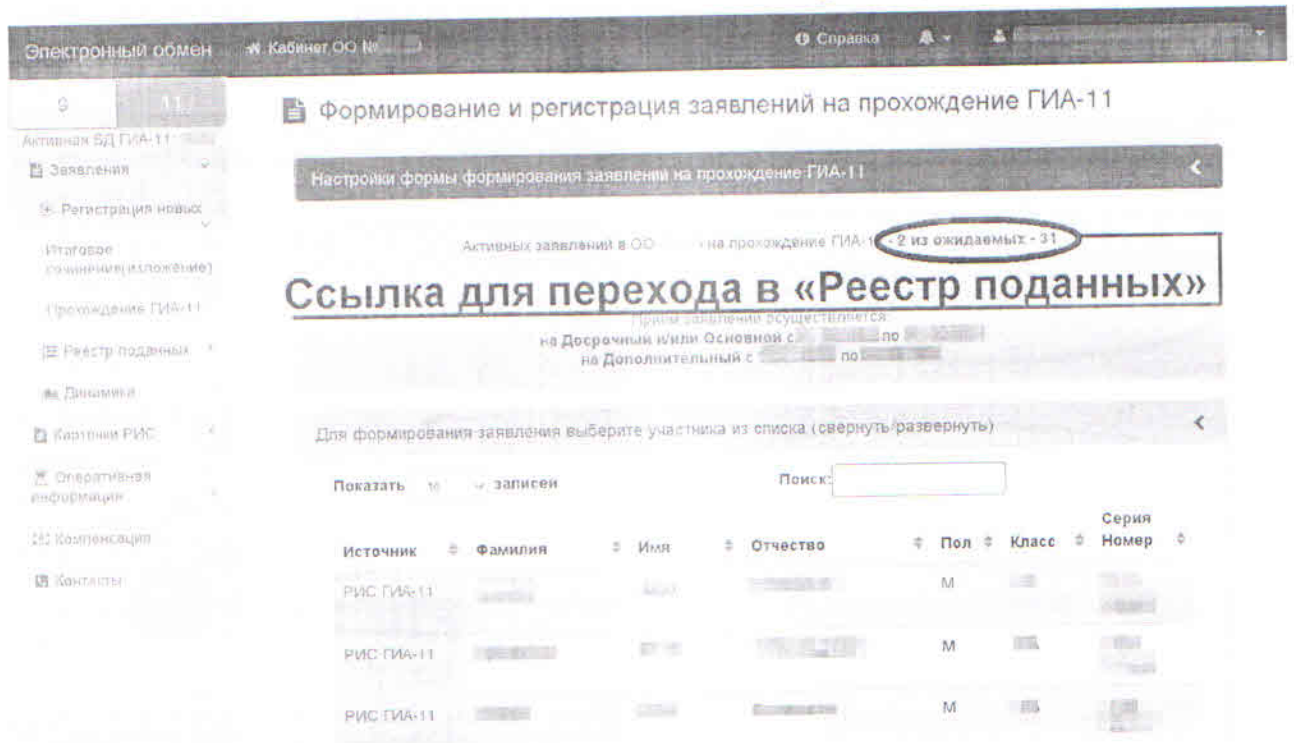 Электронный обмен
Кабинет ОО №
Справка
9
11
Активная БД ГИА-11
Заявления
Регистрация новых
Итоговое
сочинение(изложение)
Прохождение ГИА-11
Реестр поданных
Динамика
Карточки РИС
Оперативная
информация
Компенсация
Контакты
Формирование и регистрация заявлений на прохождение ГИА-11
Настройки формы формирования заявлений на прохождение ГИА-11
Активных заявлений в ОО на прохождение ГИА-1 - 2 из ожидаемых - 31
Ссылка для перехода в «Реестр поданных»
Прием заявлений осуществляется:
на Досрочный и/или Основной с по
на Дополнительный с по
Для формирования заявления выберите участника из списка (свернуть/развернуть)
Показать 10 записей
Поиск:
Источник Фамилия Имя Отчество Пол Класс Серия Номер
РИС ГИА-11 М
РИС ГИА-11 М
РИС ГИА-11 М